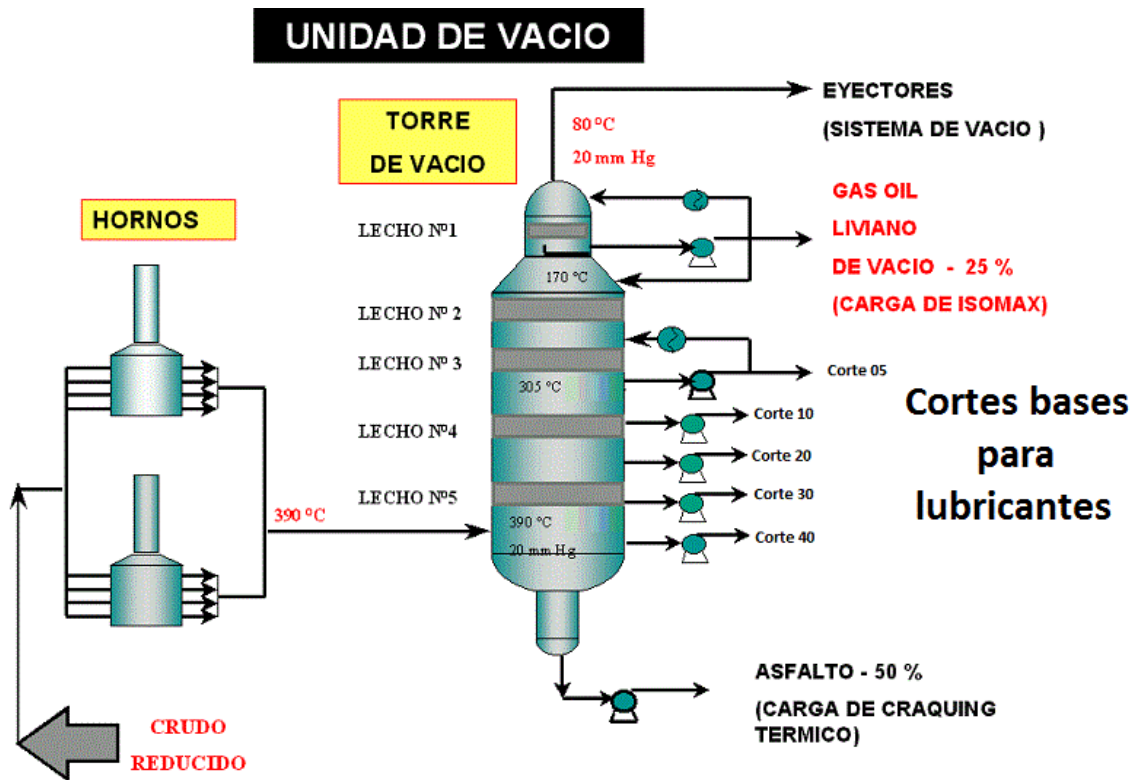 UNIDAD DE VACIO
EYECTORES
(SISTEMA DE VACIO )
TORRE
DE VACIO
80 ºC
20 mm Hg
HORNOS
GAS OIL
LIVIANO
DE VACIO - 25 %
(CARGA DE ISOMAX)
LECHO Nº1
170 ºC
LECHO Nº 2
LECHO Nº 3
305 ºC
Corte 05
Cortes bases
para
lubricantes
Corte 10
LECHO Nº4
Corte 20
LECHO Nº5
Corte 30
390 ºC
390 ºC
20 mm Hg
Corte 40
ASFALTO - 50 %
(CARGA DE CRAQUING
TERMICO)
CRUDO
REDUCIDO